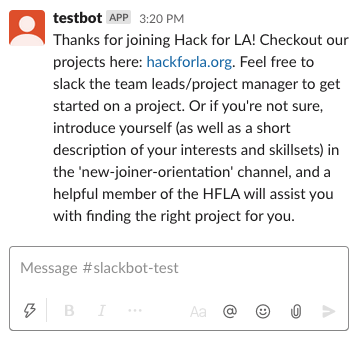 testbot APP 3:20 PM
Thanks for joining Hack for LA! Checkout our
projects here: hackforla.org. Feel free to
slack the team leads/project manager to get
started on a project. Or if you're not sure,
introduce yourself (as well as a short
description of your interests and skillsets) in
the 'new-joiner-orientation' channel, and a
helpful member of the HFLA will assist you
with finding the right project for you.
Message #slackbot-test
B I ••• Aa @